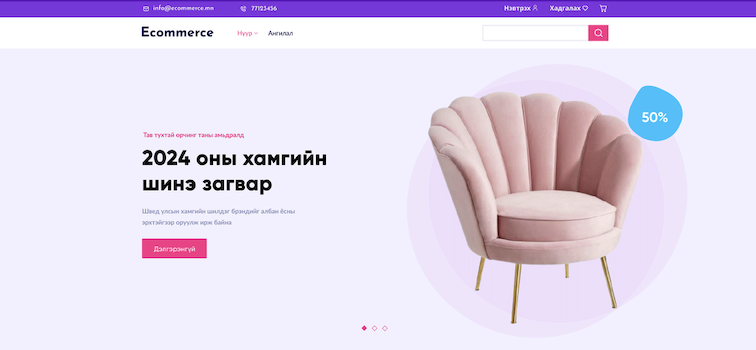 info@ecommerce.mn
77123456
Нэвтрэх
Хадгалах
Ecommerce
Нүүр
Ангилал
50%
Тав тухтай орчинг таны амьдралд
2024 оны хамгийн
шинэ загвар
Швед улсын хамгийн шилдэг брэндийг албан ёсны
эрхтэйгээр оруулж ирж байна
Дэлгэрэнгүй